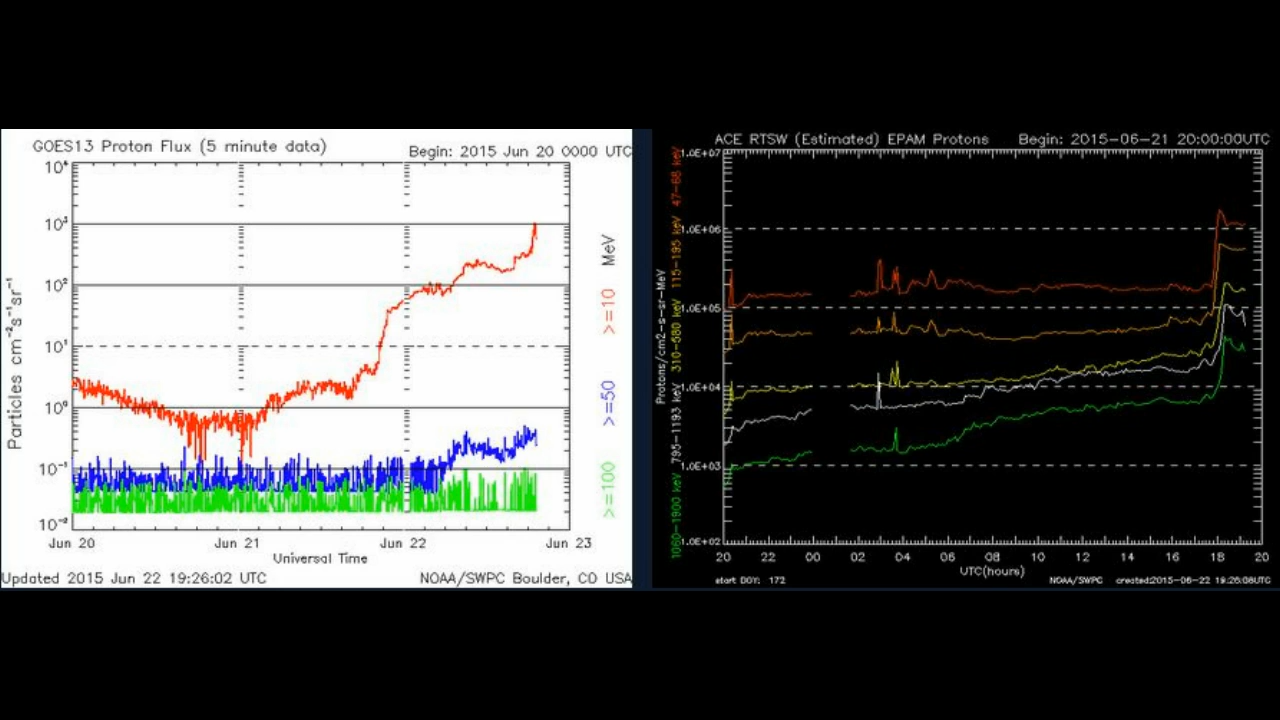 GOES13 Proton Flux (5 minute data)
Begin: 2015 Jun 20 0000 UTC
Particles cm⁻²s⁻¹sr⁻¹
10⁴
10³
10²
10¹
10⁰
10⁻¹
10⁻²
Jun 20 Jun 21 Jun 22 Jun 23
Universal Time
>=10 MeV
>=50
>=100
Updated 2015 Jun 22 19:26:02 UTC NOAA/SWPC Boulder, CO USA
ACE RTSW (Estimated) EPAM Protons Begin: 2015-06-21 20:00:00UTC
Protons/cm2-s-sr-MeV
47-68 keV
115-195 keV
310-580 keV
795-1193 keV
1060-1900 keV
1.0E+07
1.0E+06
1.0E+05
1.0E+04
1.0E+03
1.0E+02
20 22 00 02 04 06 08 10 12 14 16 18 20
UTC(hours)
start DOY: 172 NOAA/SWPC created:2015-06-22 19:26:08UTC